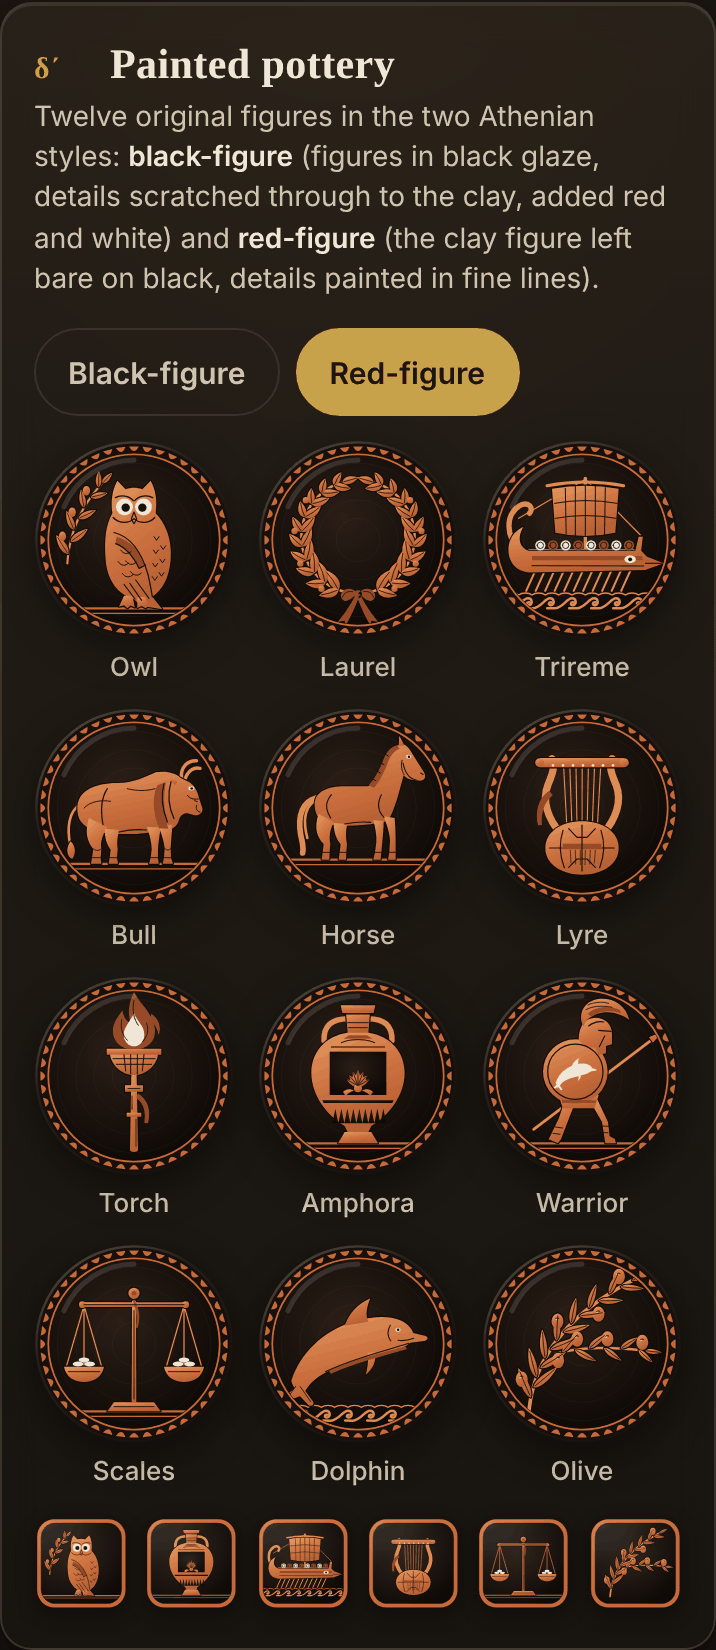 δ′ Painted pottery
Twelve original figures in the two Athenian
styles: black-figure (figures in black glaze,
details scratched through to the clay, added red
and white) and red-figure (the clay figure left
bare on black, details painted in fine lines).
Black-figure Red-figure
Owl Laurel Trireme
Bull Horse Lyre
Torch Amphora Warrior
Scales Dolphin Olive